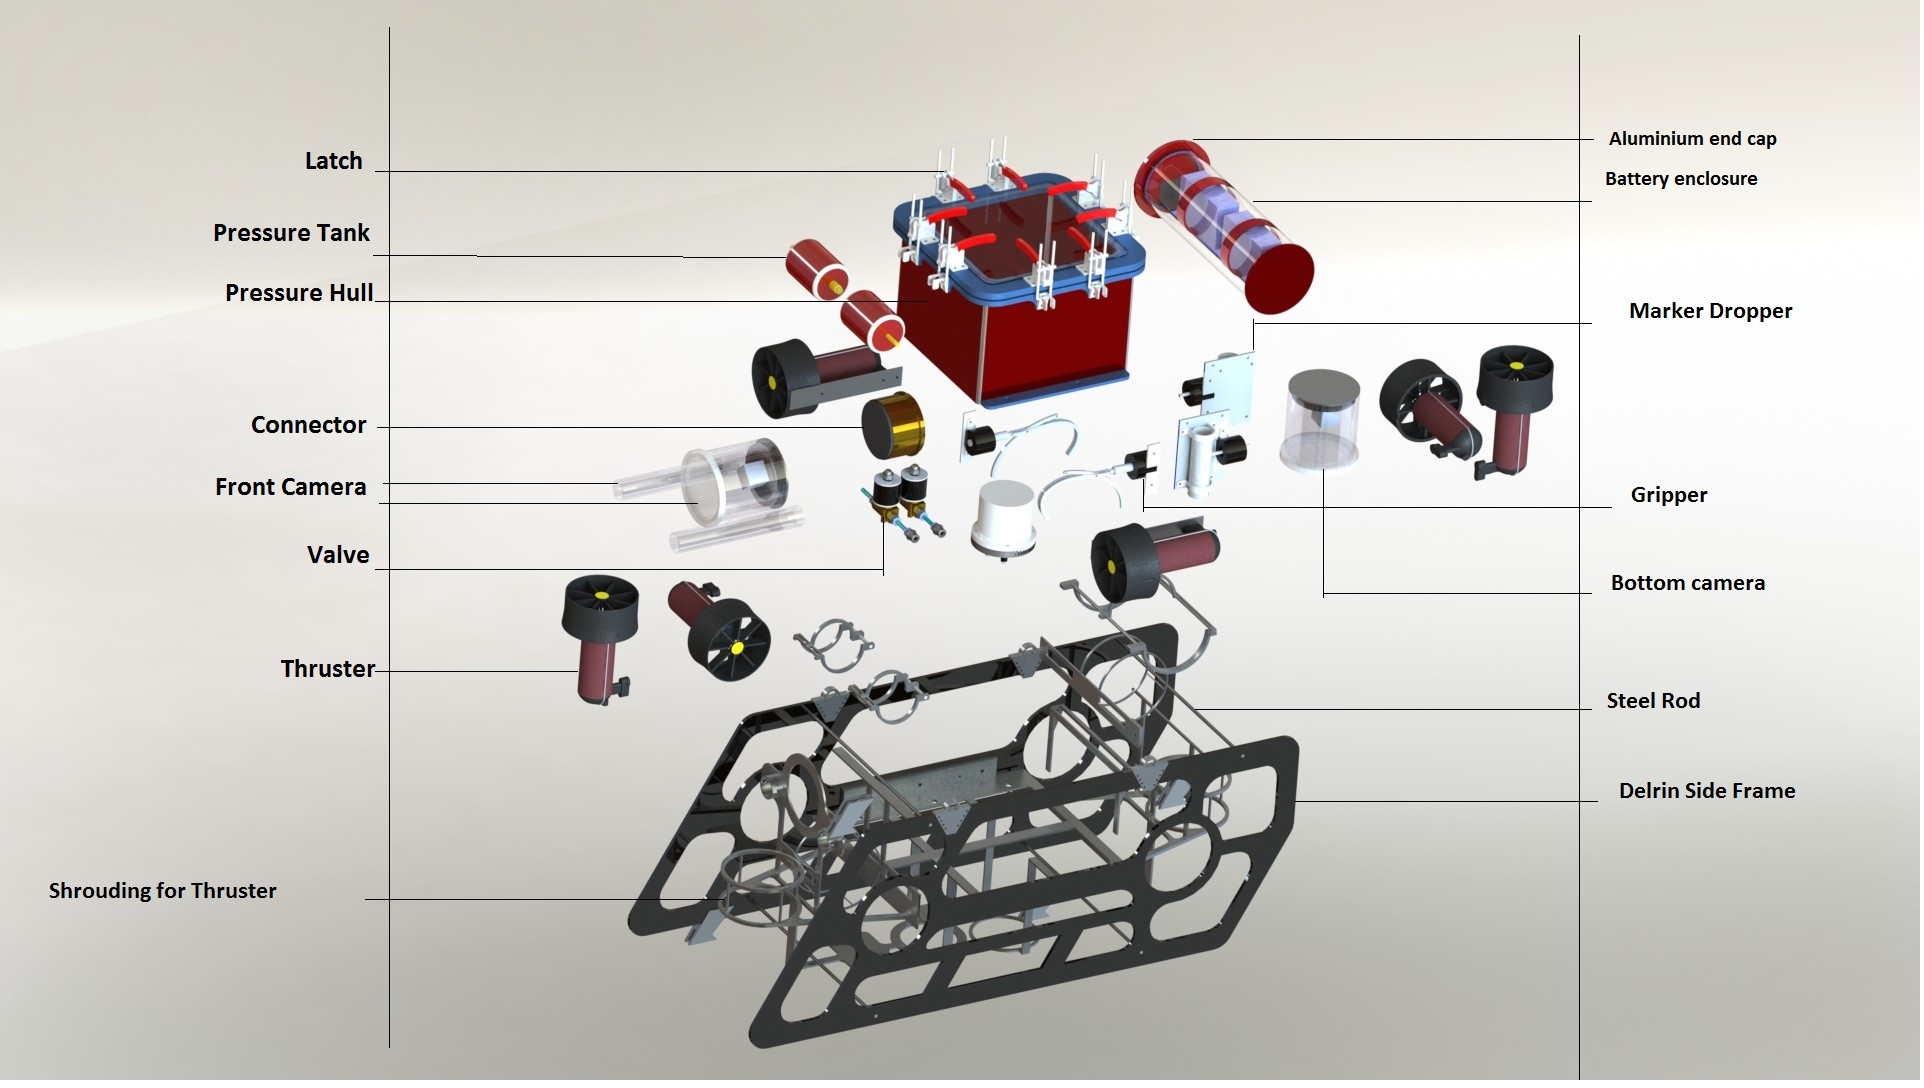 Latch
Pressure Tank
Pressure Hull
Connector
Front Camera
Valve
Thruster
Shrouding for Thruster
Aluminium end cap
Battery enclosure
Marker Dropper
Gripper
Bottom camera
Steel Rod
Delrin Side Frame